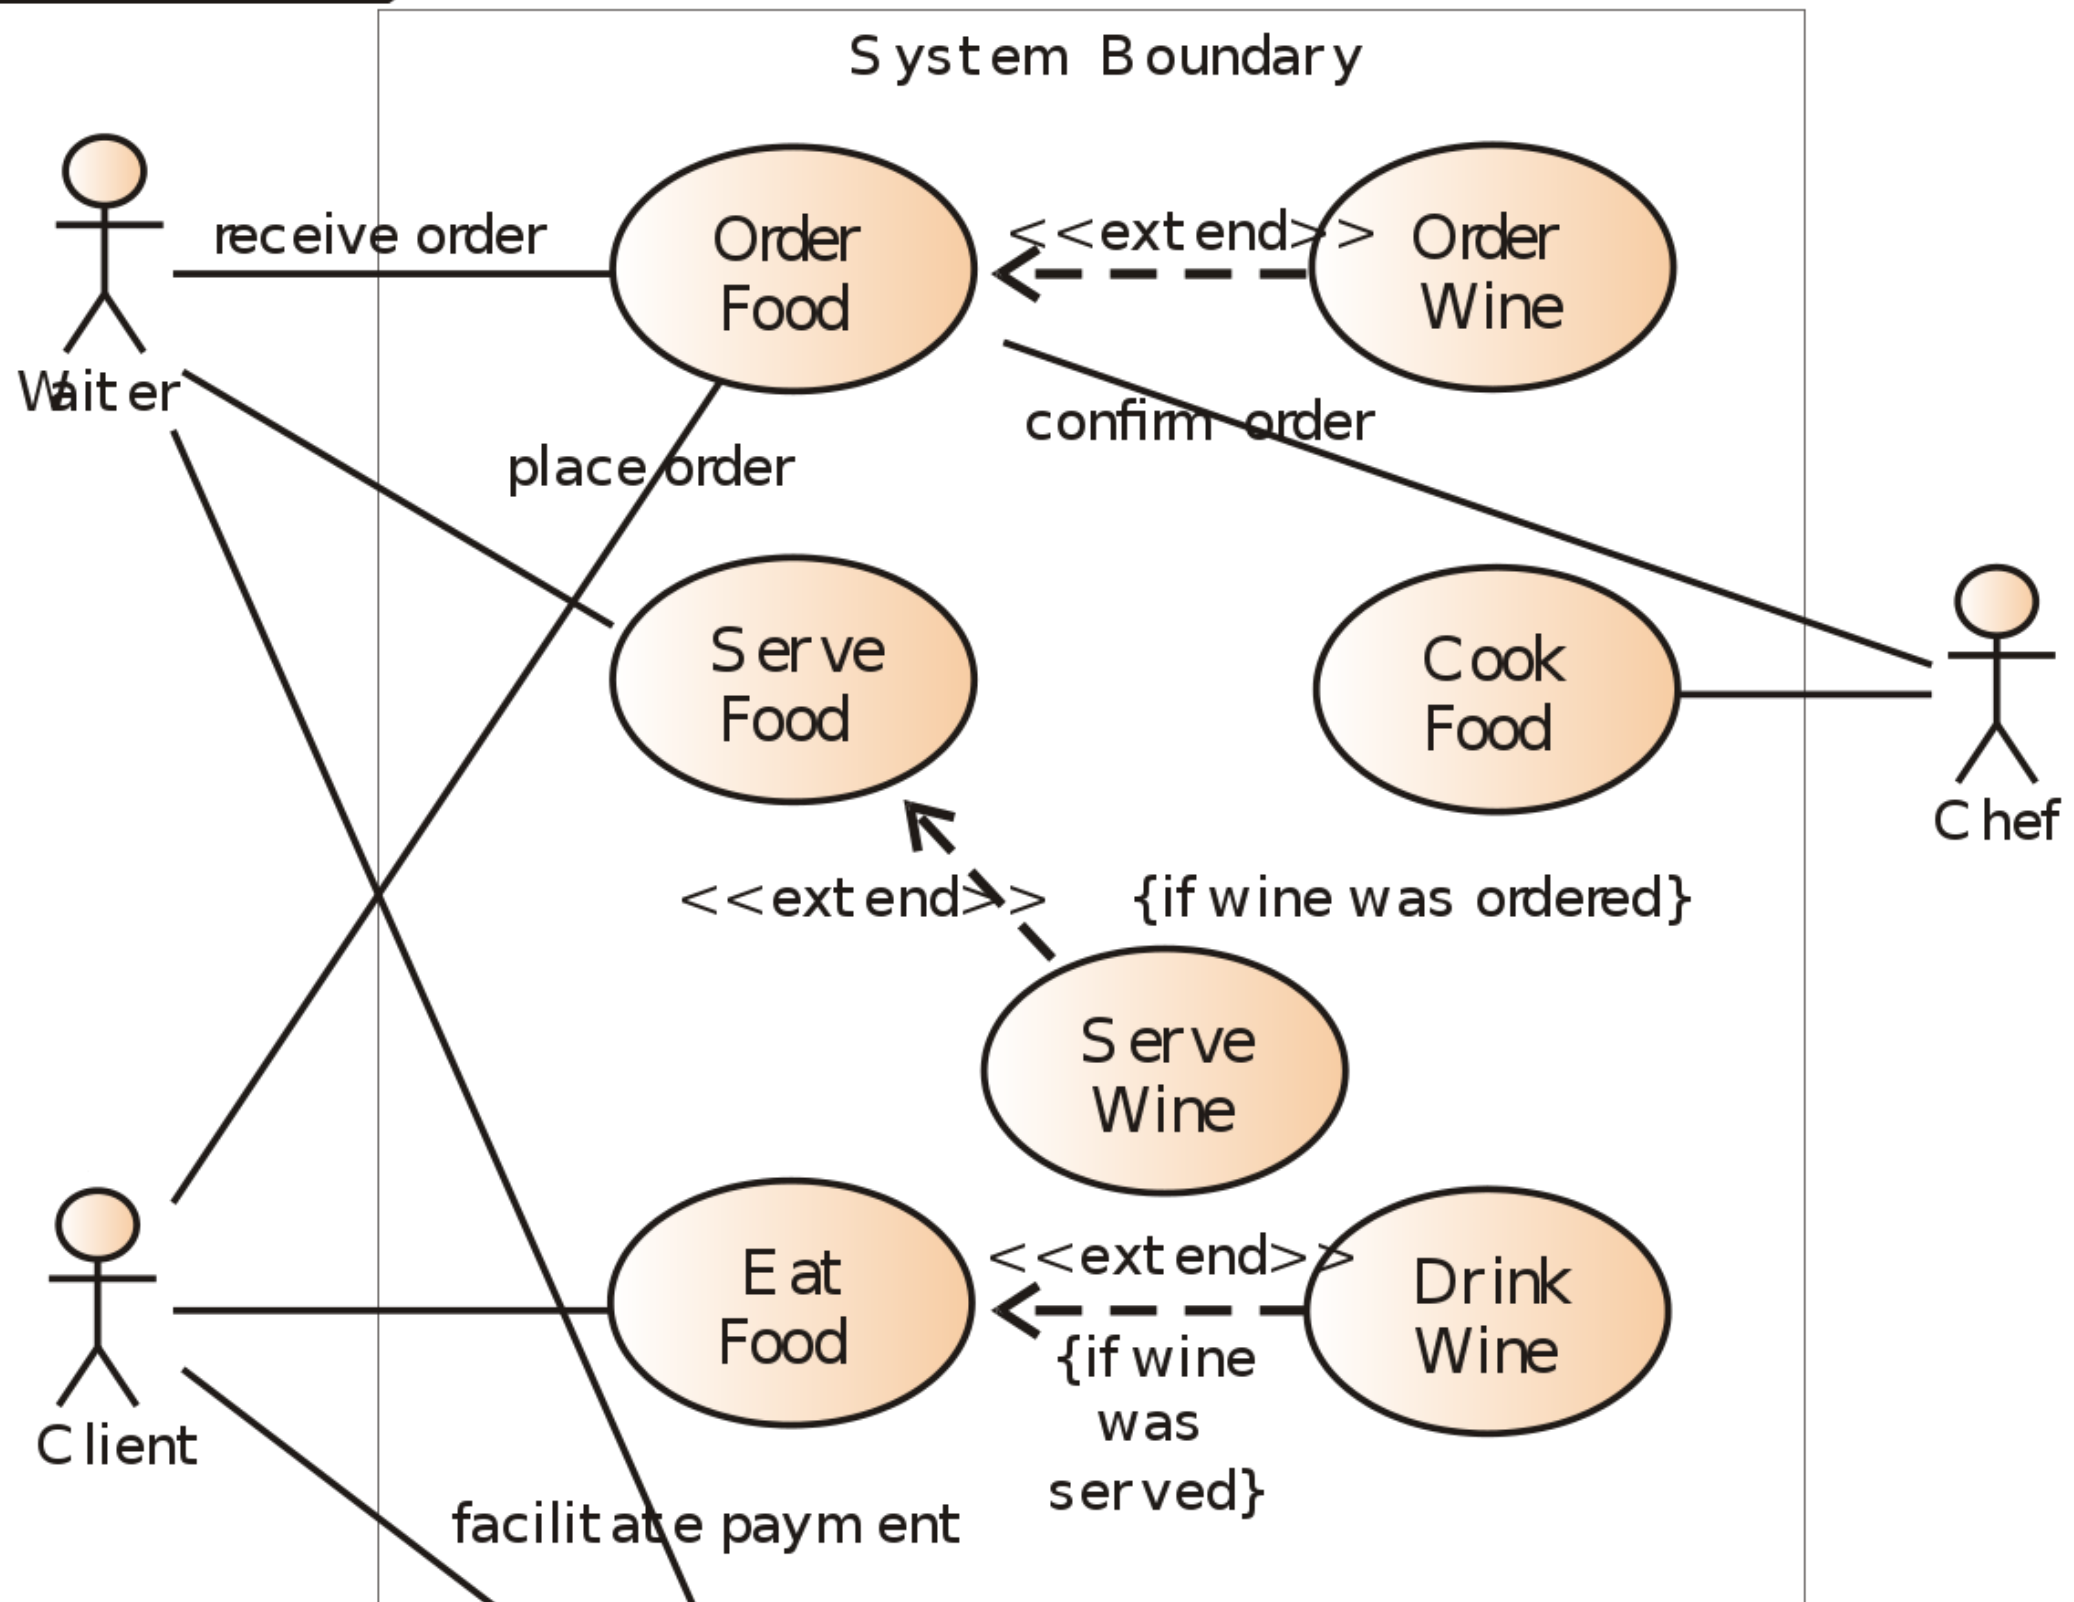 System Boundary
receive order
Order
Food
<<extend>>
Order
Wine
Waiter
confirm order
place order
Serve
Food
Cook
Food
Chef
<<extend>>
{if wine was ordered}
Serve
Wine
Eat
Food
<<extend>>
Drink
Wine
{if wine
was
served}
Client
facilitate payment